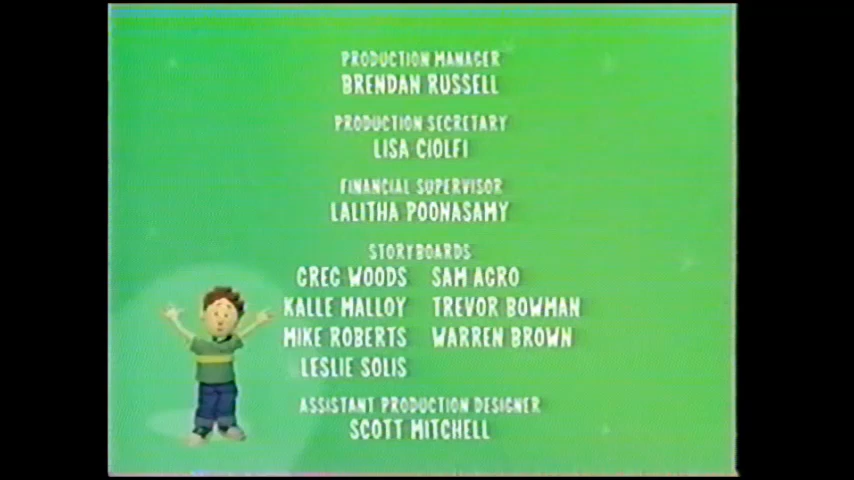 PRODUCTION MANAGER
BRENDAN RUSSELL
PRODUCTION SECRETARY
LISA CIOLFI
FINANCIAL SUPERVISOR
LALITHA POONASAMY
STORYBOARDS
GREG WOODS SAM AGRO
KALLE MALLOY TREVOR BOWMAN
MIKE ROBERTS WARREN BROWN
LESLIE SOLIS
ASSISTANT PRODUCTION DESIGNER
SCOTT MITCHELL